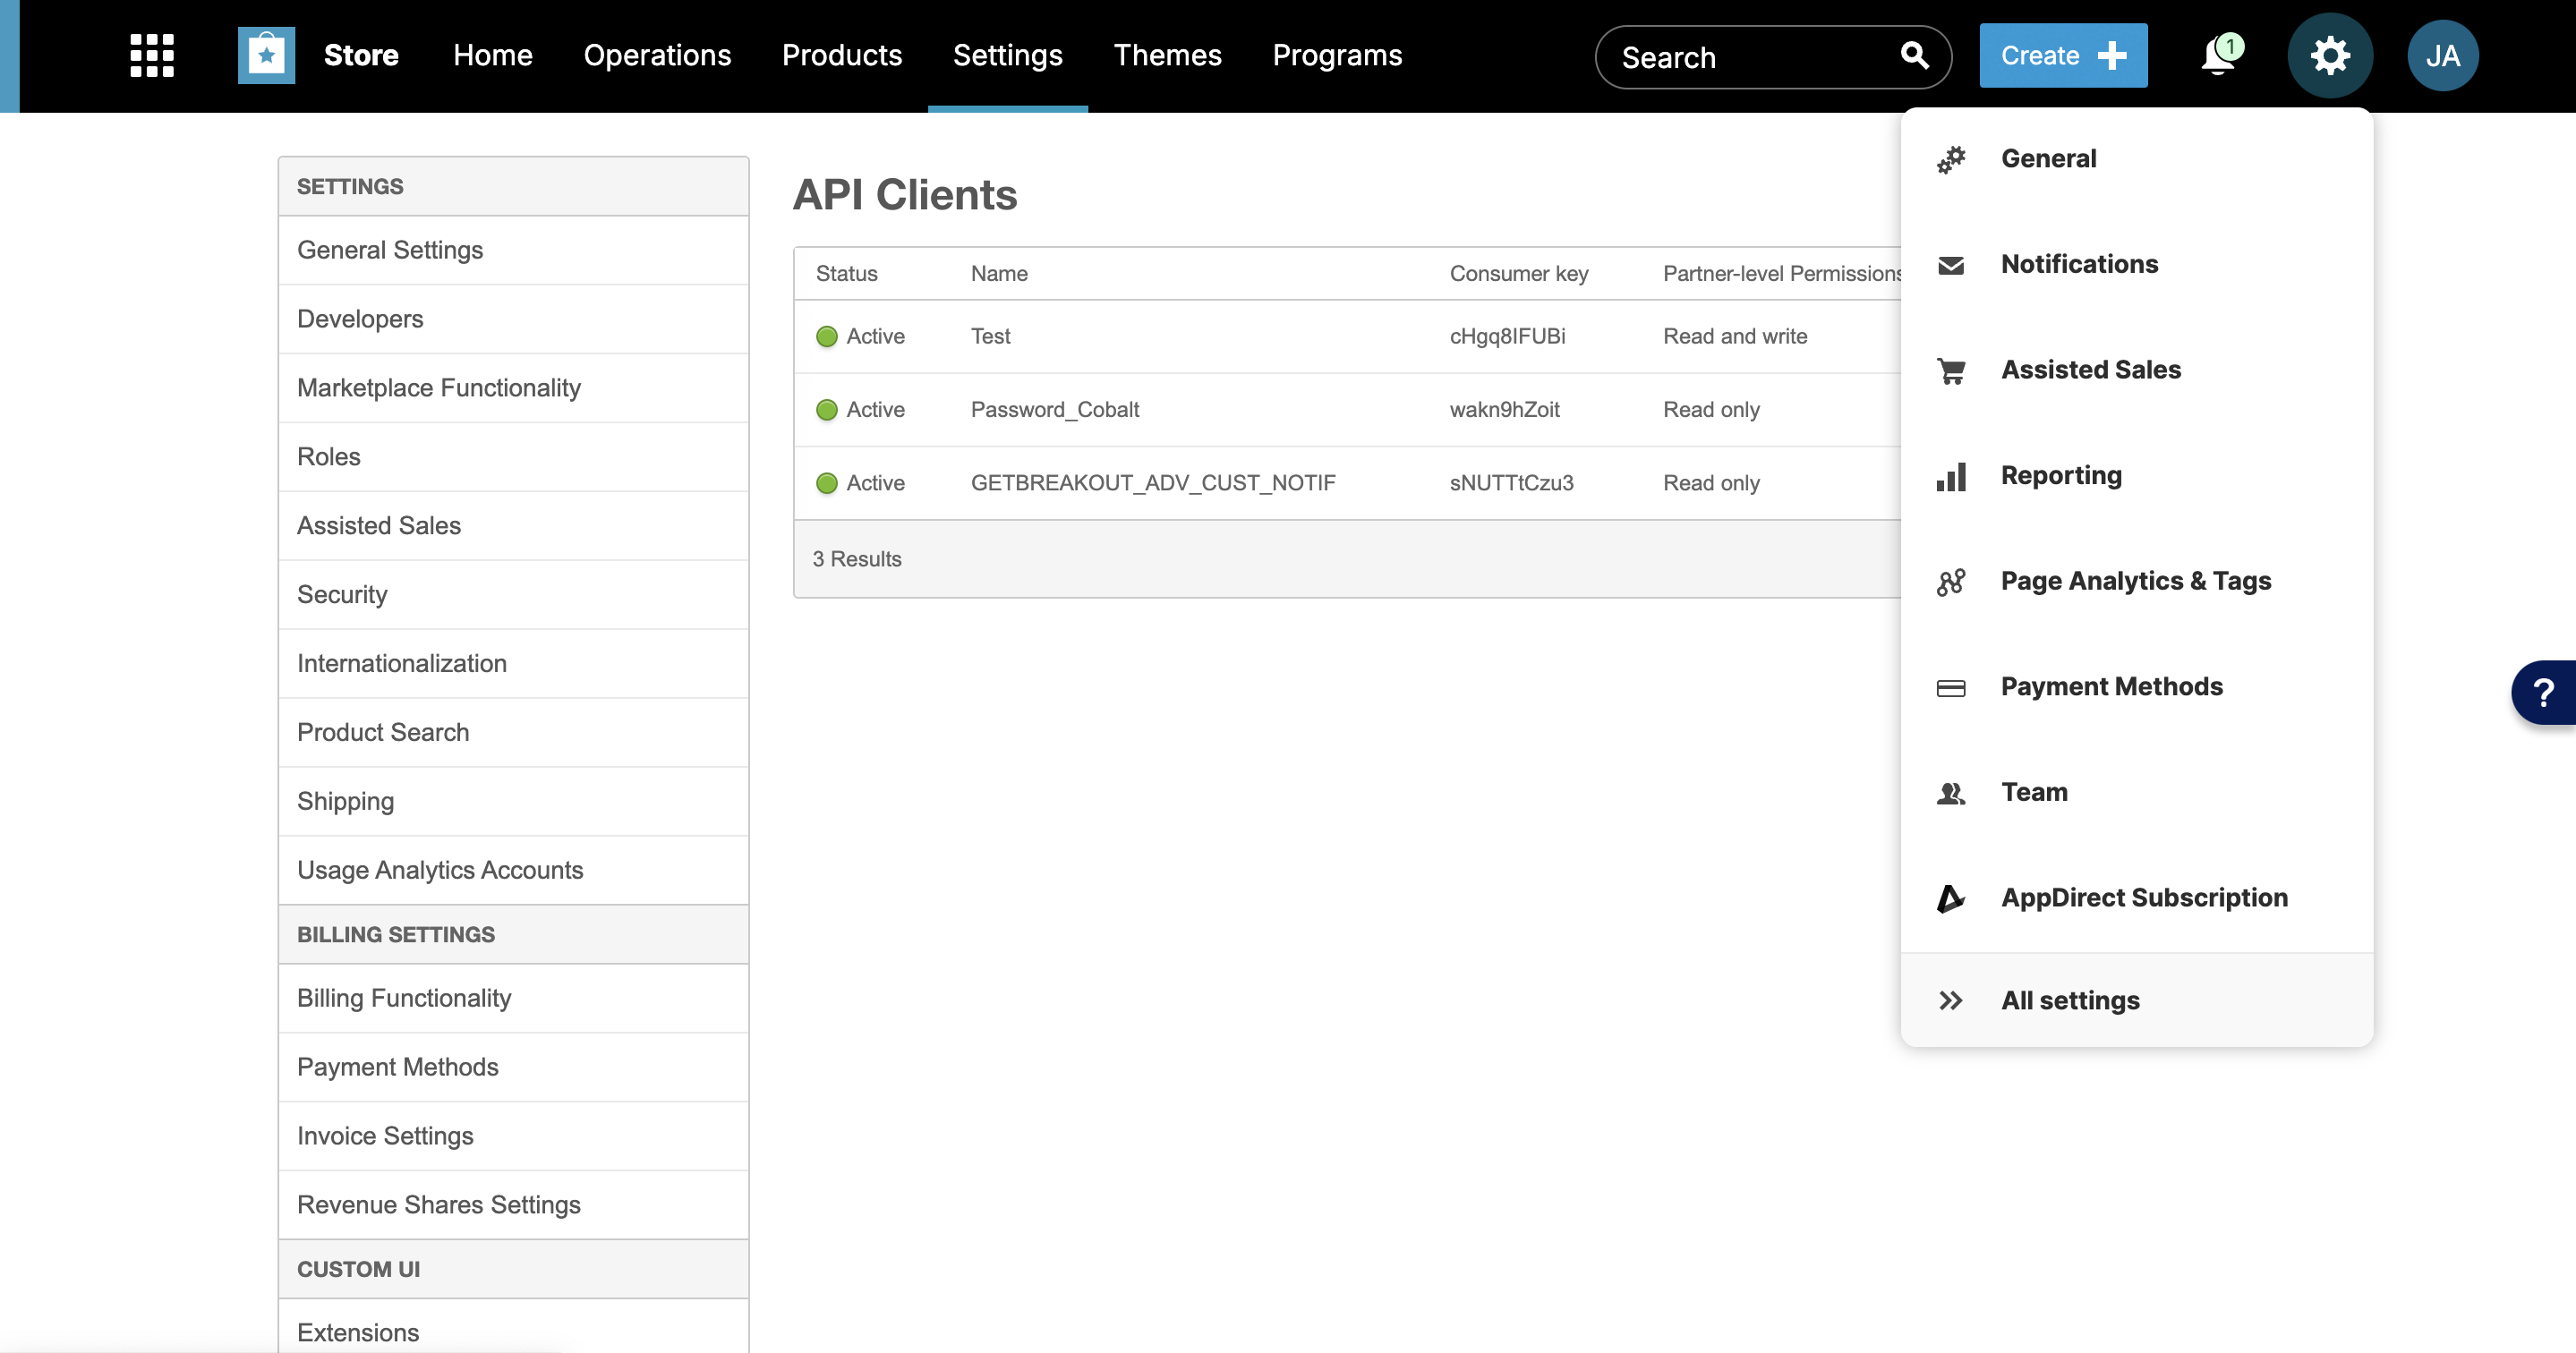 Store Home Operations Products Settings Themes Programs Search Create 1 JA
SETTINGS
General Settings
Developers
Marketplace Functionality
Roles
Assisted Sales
Security
Internationalization
Product Search
Shipping
Usage Analytics Accounts
BILLING SETTINGS
Billing Functionality
Payment Methods
Invoice Settings
Revenue Shares Settings
CUSTOM UI
Extensions
API Clients
Status Name Consumer key Partner-level Permissions
Active Test cHgq8IFUBi Read and write
Active Password_Cobalt wakn9hZoit Read only
Active GETBREAKOUT_ADV_CUST_NOTIF sNUTTtCzu3 Read only
3 Results
General
Notifications
Assisted Sales
Reporting
Page Analytics & Tags
Payment Methods
Team
AppDirect Subscription
All settings
?